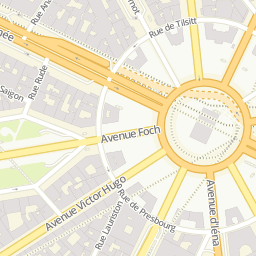 Rue de Tilsitt
Rue Rude
Saigon
Avenue Foch
Avenue Victor Hugo
Rue de Presbourg
Rue Lauriston
Avenue d'Iéna